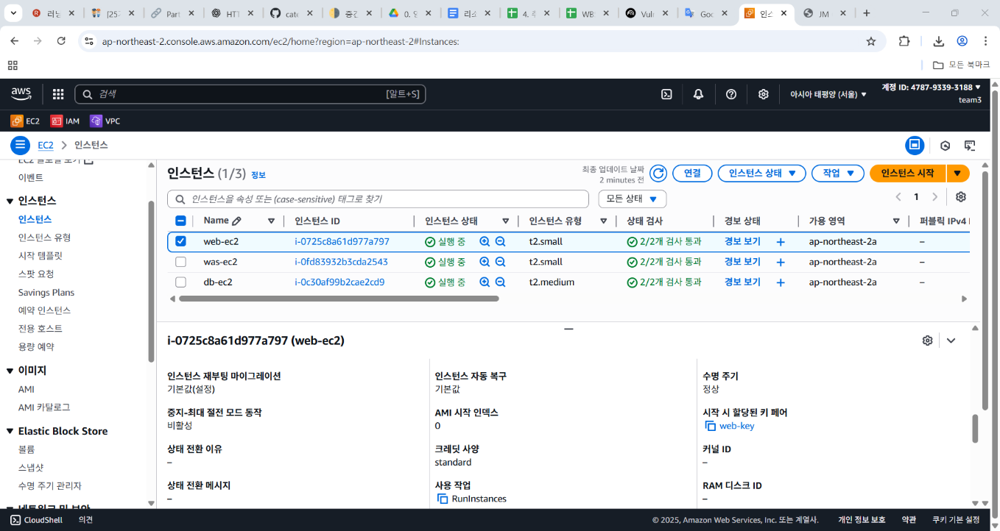 러닝
[25
Part
HTT
cate
중간
0. 인
리소
4. 주
WB
Vuln
Goo
인스
JM
ap-northeast-2.console.aws.amazon.com/ec2/home?region=ap-northeast-2#Instances:
모든 북마크
aws
검색
[알트+S]
아시아 태평양 (서울) ▼
계정 ID: 4787-9339-3188 ▼
team3
EC2
IAM
VPC
EC2 > 인스턴스
EC2 글로벌 보기
이벤트
▼ 인스턴스
인스턴스
인스턴스 유형
시작 템플릿
스팟 요청
Savings Plans
예약 인스턴스
전용 호스트
용량 예약
▼ 이미지
AMI
AMI 카탈로그
▼ Elastic Block Store
볼륨
스냅샷
수명 주기 관리자
▼ 네트워크 및 보안
인스턴스 (1/3) 정보
최종 업데이트 날짜
2 minutes 전
연결
인스턴스 상태 ▼
작업 ▼
인스턴스 시작 ▼
인스턴스을 속성 또는 (case-sensitive) 태그로 찾기
모든 상태 ▼
< 1 >
Name 인스턴스 ID 인스턴스 상태 인스턴스 유형 상태 검사 경보 상태 가용 영역 퍼블릭 IPv4
web-ec2 i-0725c8a61d977a797 실행 중 t2.small 2/2개 검사 통과 경보 보기 + ap-northeast-2a –
was-ec2 i-0fd83932b3cda2543 실행 중 t2.small 2/2개 검사 통과 경보 보기 + ap-northeast-2a –
db-ec2 i-0c30af99b2cae2cd9 실행 중 t2.medium 2/2개 검사 통과 경보 보기 + ap-northeast-2a –
i-0725c8a61d977a797 (web-ec2)
인스턴스 재부팅 마이그레이션
기본값(설정)
인스턴스 자동 복구
기본값
수명 주기
정상
중지-최대 절전 모드 동작
비활성
AMI 시작 인덱스
0
시작 시 할당된 키 페어
web-key
상태 전환 이유
–
크레딧 사양
standard
커널 ID
–
상태 전환 메시지
–
사용 작업
RunInstances
RAM 디스크 ID
–
CloudShell
의견
© 2025, Amazon Web Services, Inc. 또는 계열사.
개인 정보 보호
약관
쿠키 기본 설정